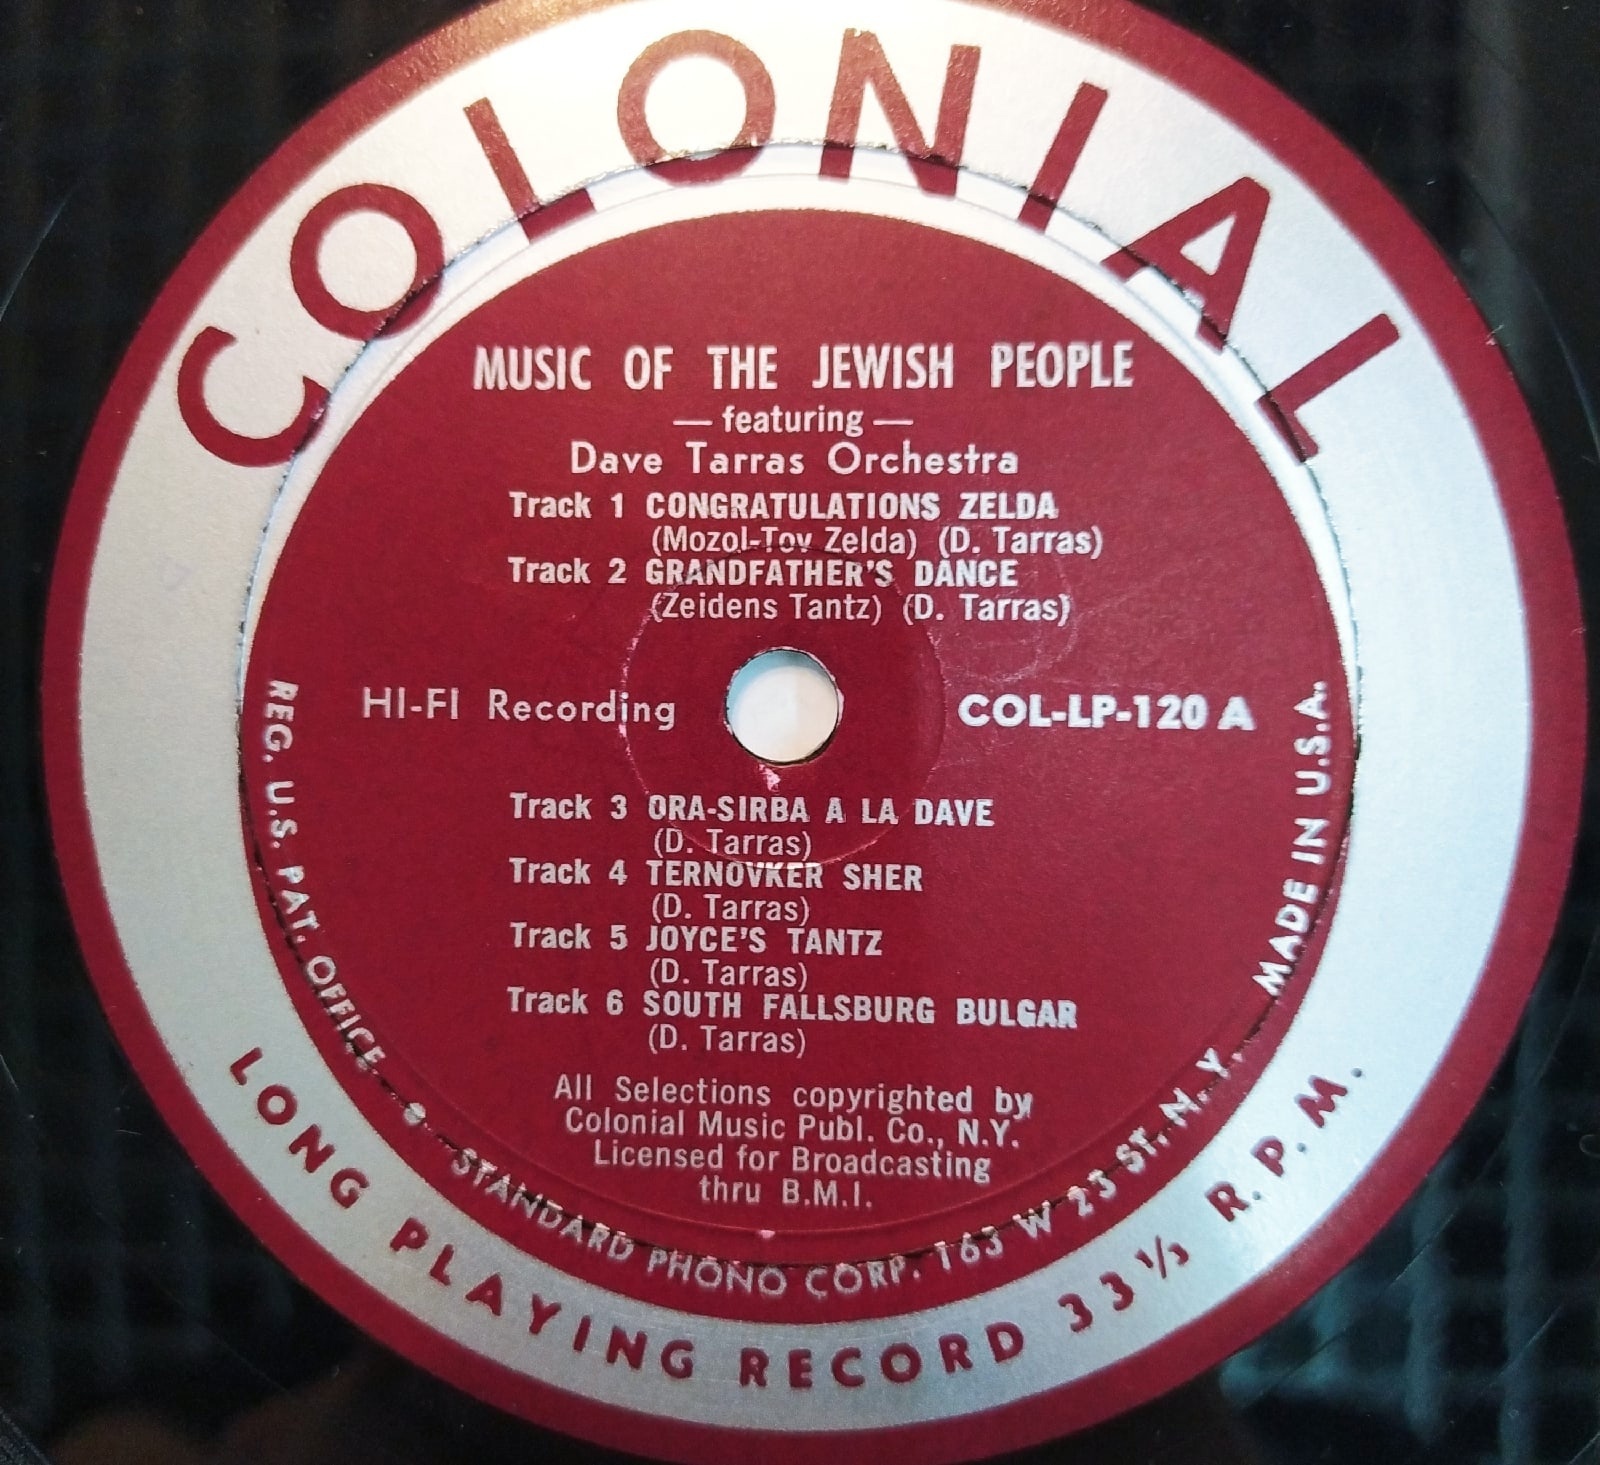 COLONIAL
MUSIC OF THE JEWISH PEOPLE
— featuring —
Dave Tarras Orchestra
Track 1 CONGRATULATIONS ZELDA
(Mozol-Tov Zelda) (D. Tarras)
Track 2 GRANDFATHER'S DANCE
(Zeidens Tantz) (D. Tarras)
HI-FI Recording COL-LP-120 A
Track 3 ORA-SIRBA A LA DAVE
(D. Tarras)
Track 4 TERNOVKER SHER
(D. Tarras)
Track 5 JOYCE'S TANTZ
(D. Tarras)
Track 6 SOUTH FALLSBURG BULGAR
(D. Tarras)
All Selections copyrighted by
Colonial Music Publ. Co., N.Y.
Licensed for Broadcasting
thru B.M.I.
REG. U.S. PAT. OFFICE. • STANDARD PHONO CORP. 163 W 23 ST. N.Y. MADE IN U.S.A.
LONG PLAYING RECORD 33 1/3 R.P.M.